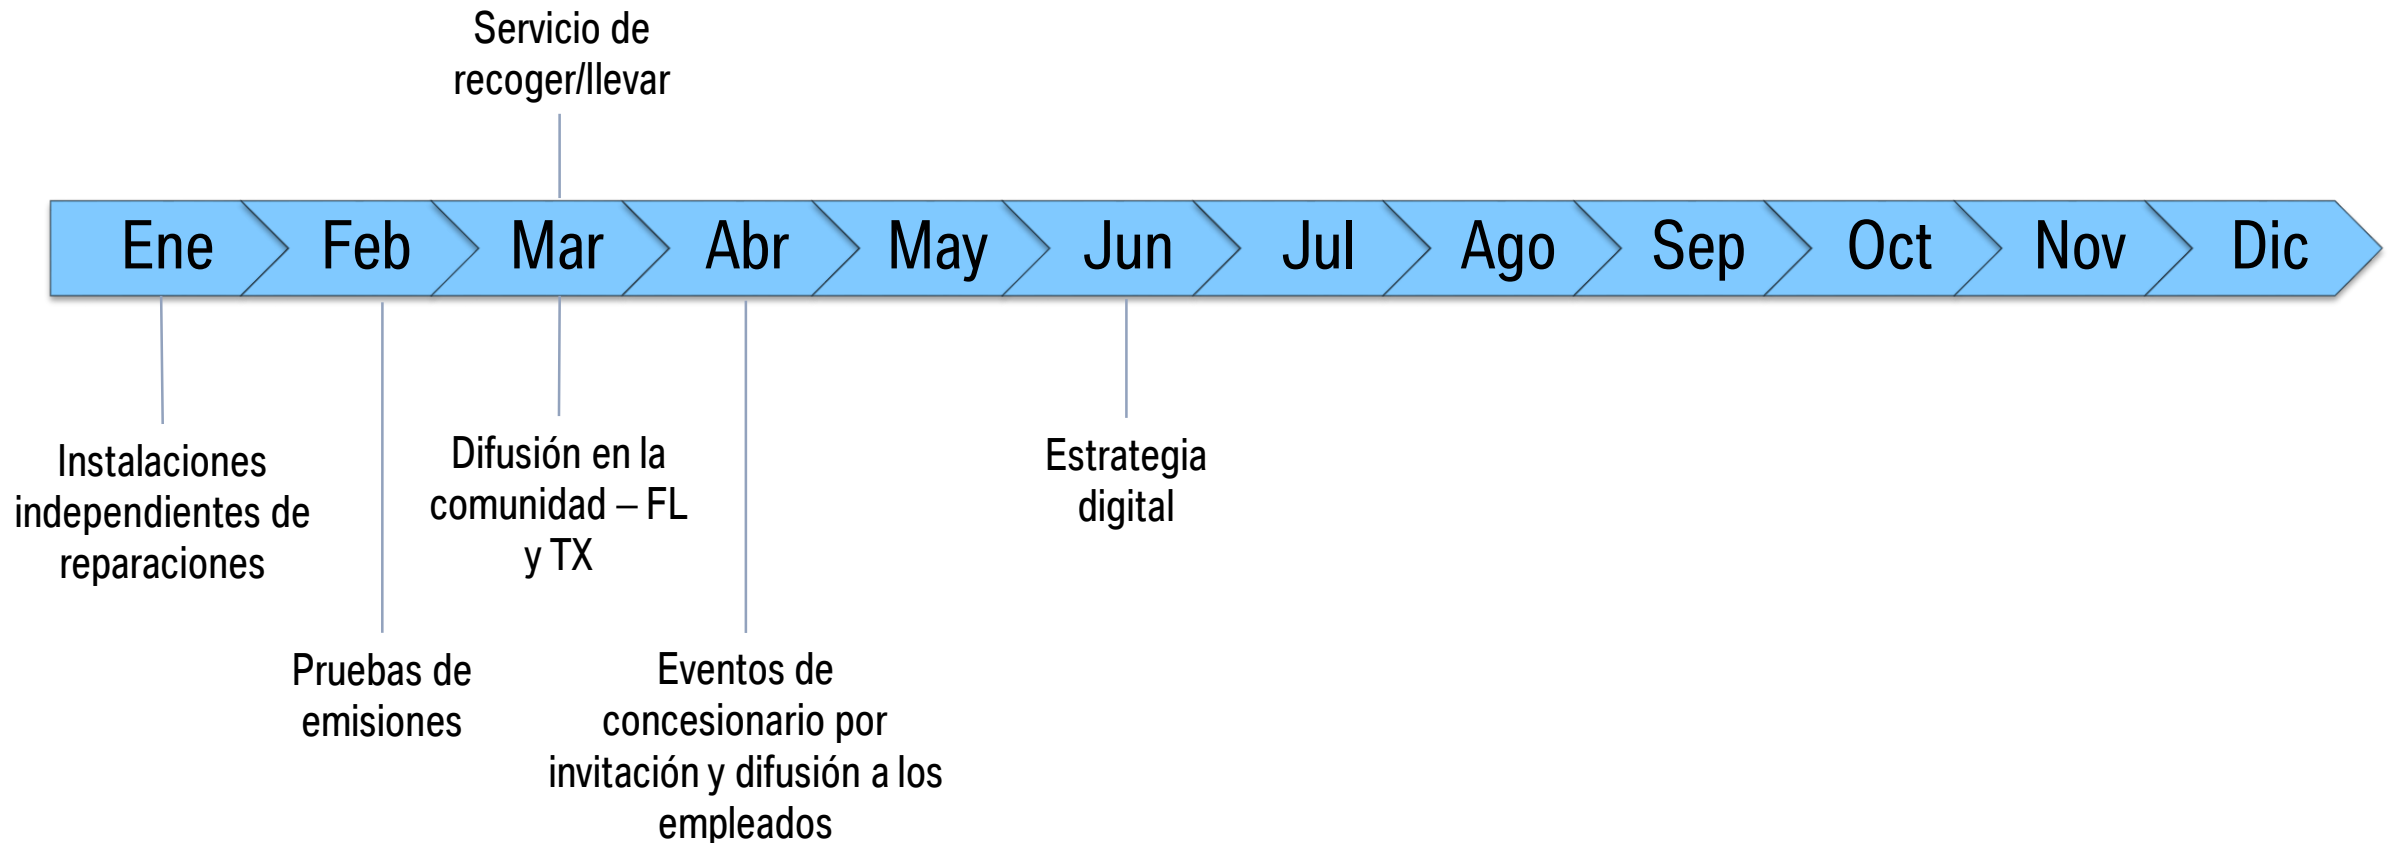 Servicio de
recoger/llevar
Ene Feb Mar Abr May Jun Jul Ago Sep Oct Nov Dic
Instalaciones
independientes de
reparaciones
Difusión en la
comunidad – FL
y TX
Estrategia
digital
Pruebas de
emisiones
Eventos de
concesionario por
invitación y difusión a los
empleados